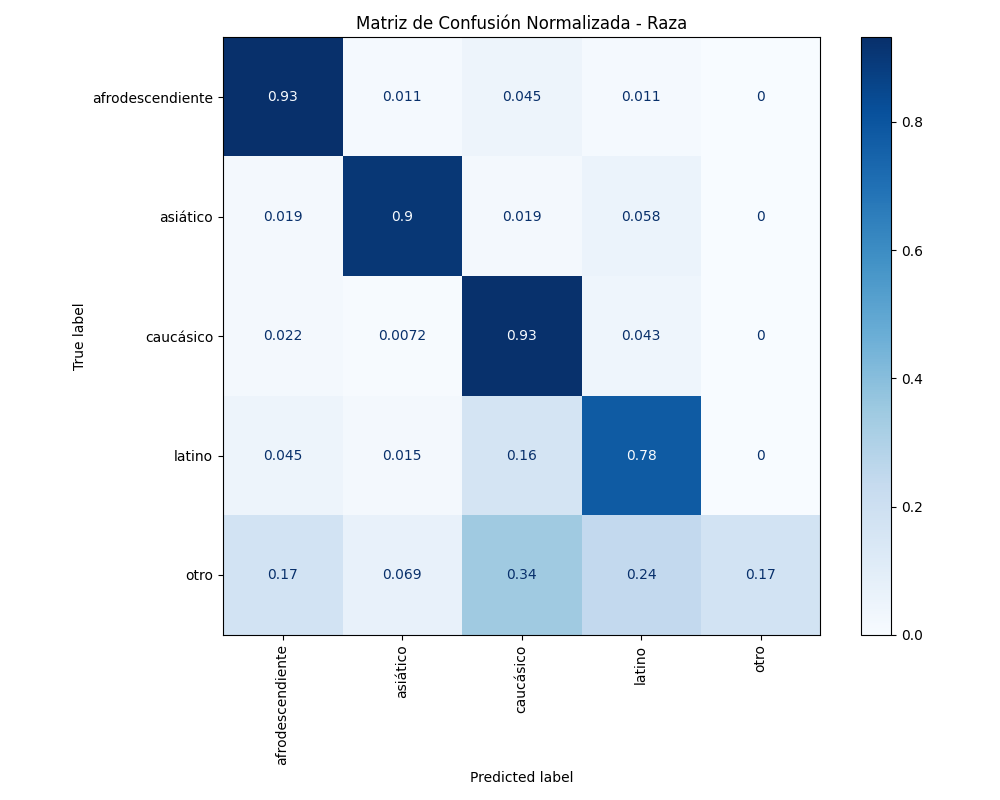 Matriz de Confusión Normalizada - Raza
afrodescendiente 0.93 0.011 0.045 0.011 0
asiático 0.019 0.9 0.019 0.058 0
caucásico 0.022 0.0072 0.93 0.043 0
latino 0.045 0.015 0.16 0.78 0
otro 0.17 0.069 0.34 0.24 0.17
True label
afrodescendiente asiático caucásico latino otro
Predicted label
0.8
0.6
0.4
0.2
0.0